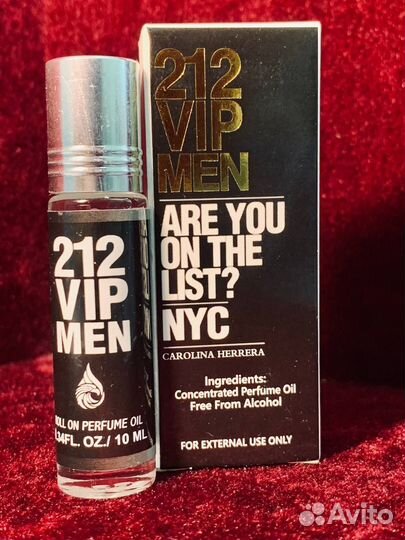 212
VIP
MEN
ROLL ON PERFUME OIL
.34FL. OZ./ 10 ML
212
VIP
MEN
ARE YOU
ON THE
LIST?
NYC
CAROLINA HERRERA
Ingredients:
Concentrated Perfume Oil
Free From Alcohol
FOR EXTERNAL USE ONLY
Avito